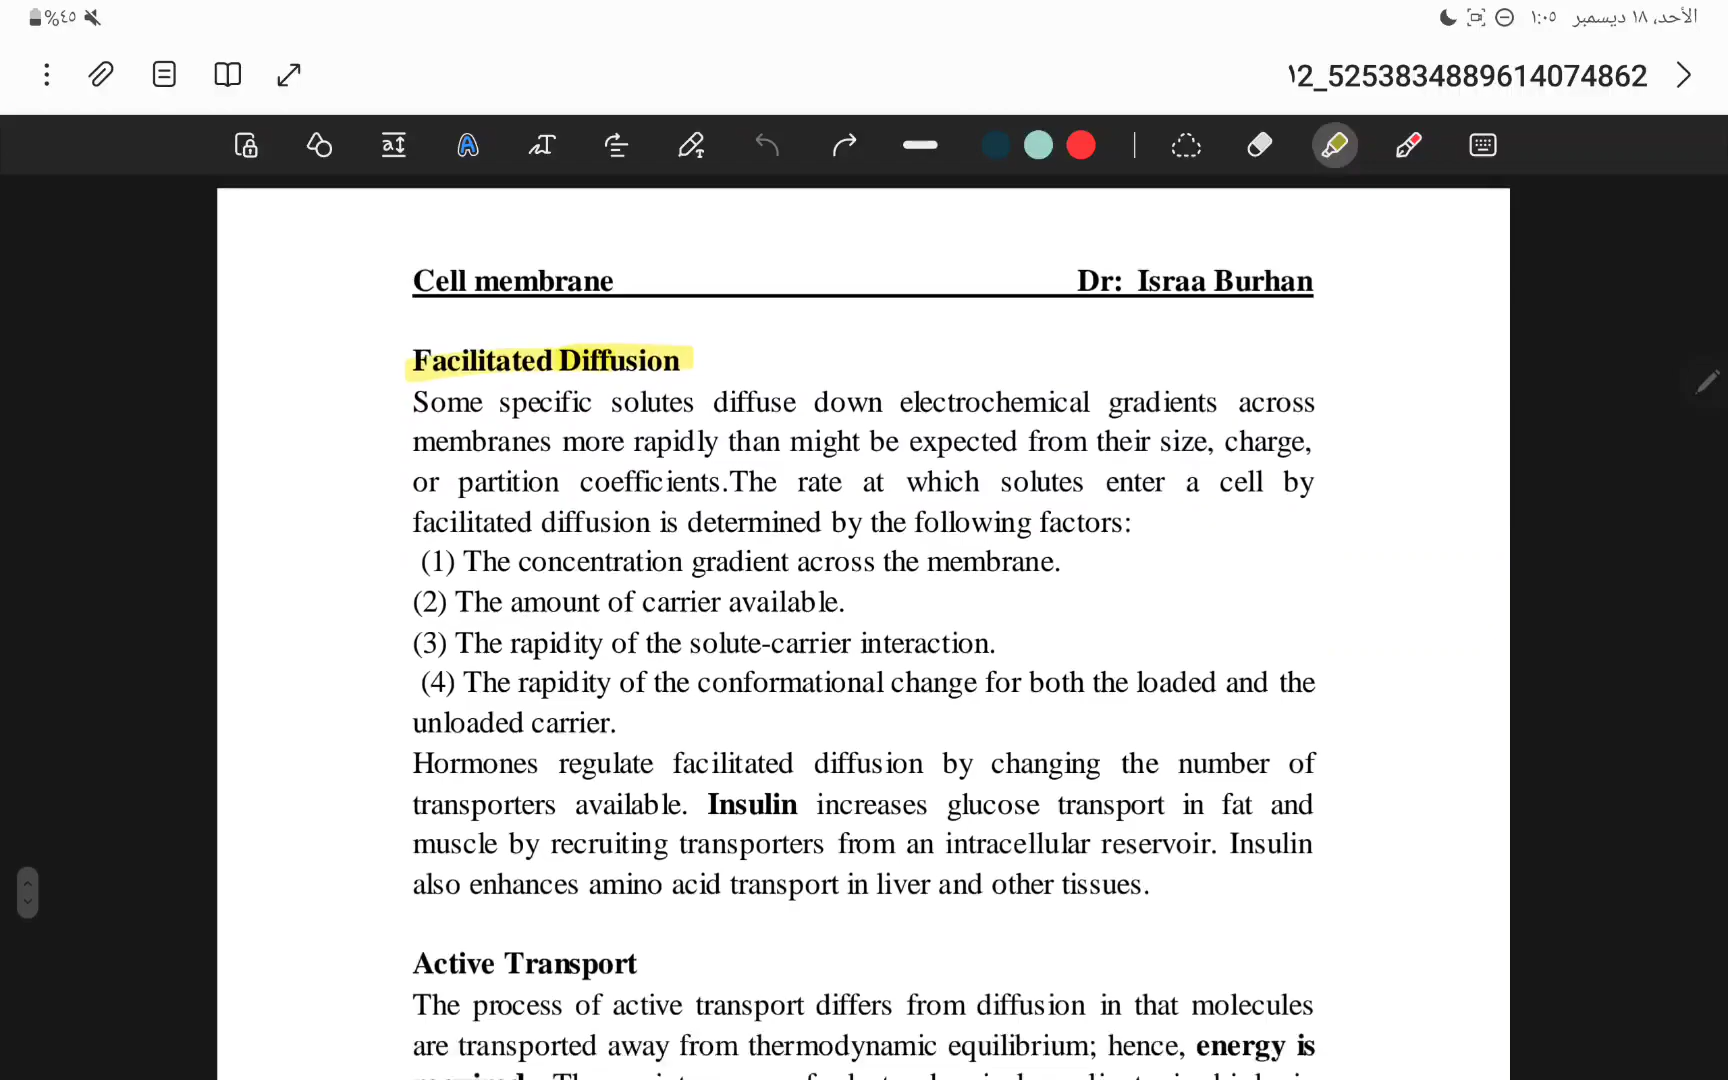 %٤٥
الأحد، ١٨ ديسمبر ١:٠٥
١2_5253834889614074862
Cell membrane Dr: Israa Burhan
Facilitated Diffusion
Some specific solutes diffuse down electrochemical gradients across
membranes more rapidly than might be expected from their size, charge,
or partition coefficients.The rate at which solutes enter a cell by
facilitated diffusion is determined by the following factors:
(1) The concentration gradient across the membrane.
(2) The amount of carrier available.
(3) The rapidity of the solute-carrier interaction.
(4) The rapidity of the conformational change for both the loaded and the
unloaded carrier.
Hormones regulate facilitated diffusion by changing the number of
transporters available. Insulin increases glucose transport in fat and
muscle by recruiting transporters from an intracellular reservoir. Insulin
also enhances amino acid transport in liver and other tissues.
Active Transport
The process of active transport differs from diffusion in that molecules
are transported away from thermodynamic equilibrium; hence, energy is